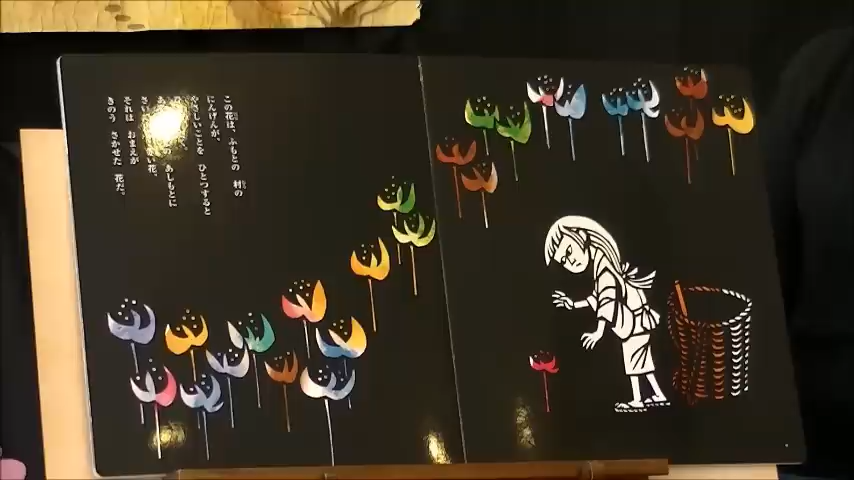 この花は、ふもとの 村の
にんげんが、
やさしいことを ひとつすると
あしもとに
花。
それは おまえが
きのう さかせた 花だ。